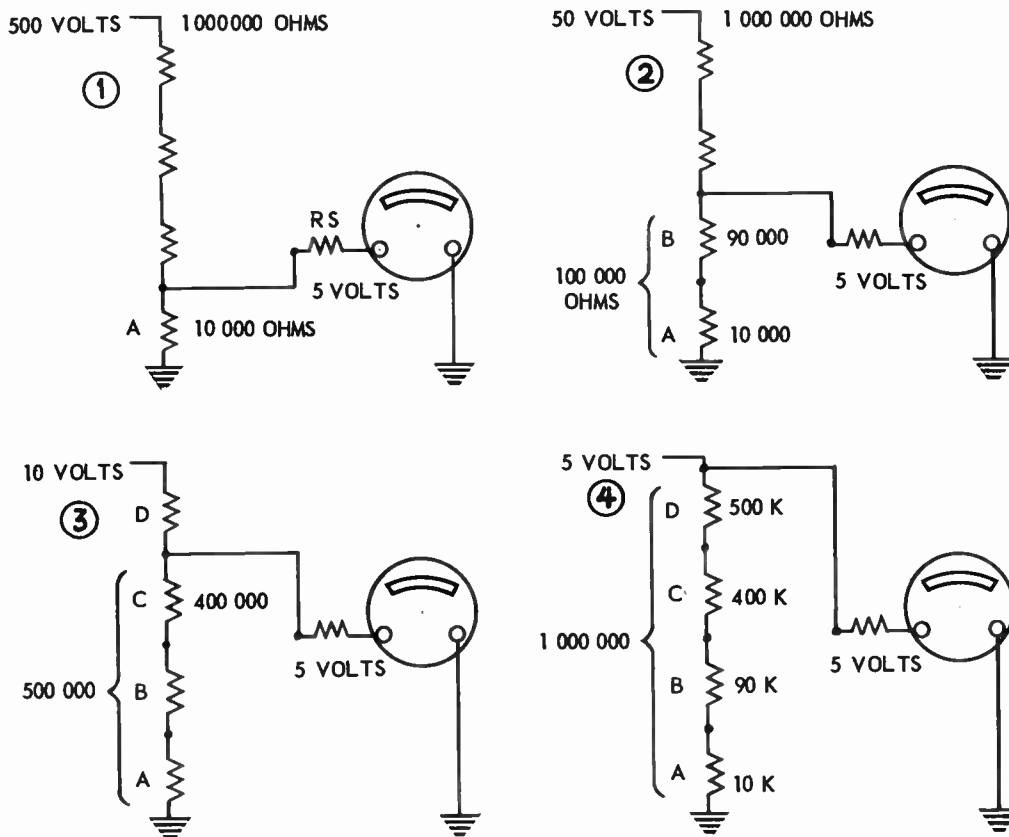 500 VOLTS
1000000 OHMS
1
RS
5 VOLTS
A
10 000 OHMS
50 VOLTS
1 000 000 OHMS
2
B
90 000
100 000
OHMS
5 VOLTS
A
10 000
10 VOLTS
3
D
C
400 000
5 VOLTS
500 000
B
A
5 VOLTS
4
D
500 K
C
400 K
1 000 000
5 VOLTS
B
90 K
A
10 K